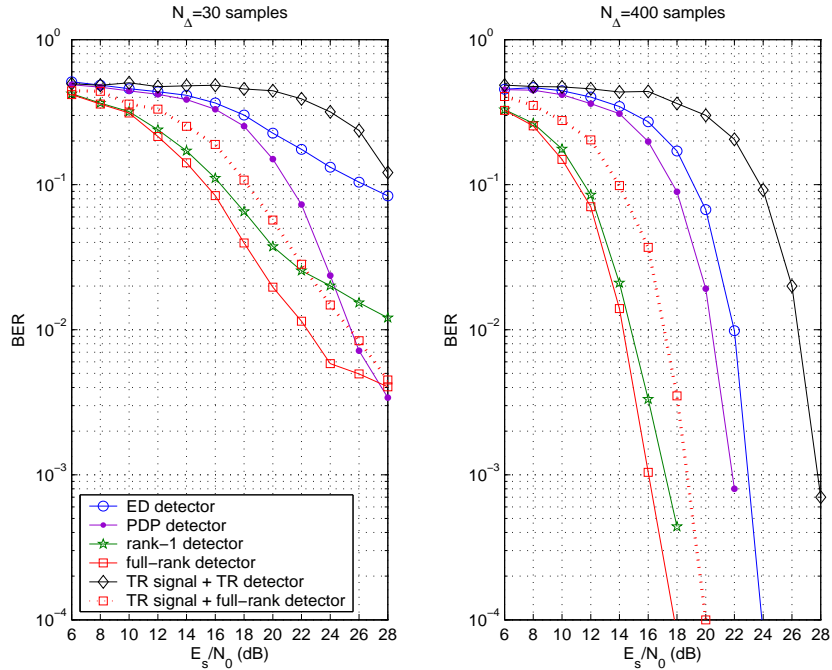 N_Δ=30 samples
10^0
10^−1
10^−2
10^−3
10^−4
BER
6 8 10 12 14 16 18 20 22 24 26 28
E_s/N_0 (dB)
ED detector
PDP detector
rank−1 detector
full−rank detector
TR signal + TR detector
TR signal + full−rank detector
N_Δ=400 samples
10^0
10^−1
10^−2
10^−3
10^−4
BER
6 8 10 12 14 16 18 20 22 24 26 28
E_s/N_0 (dB)